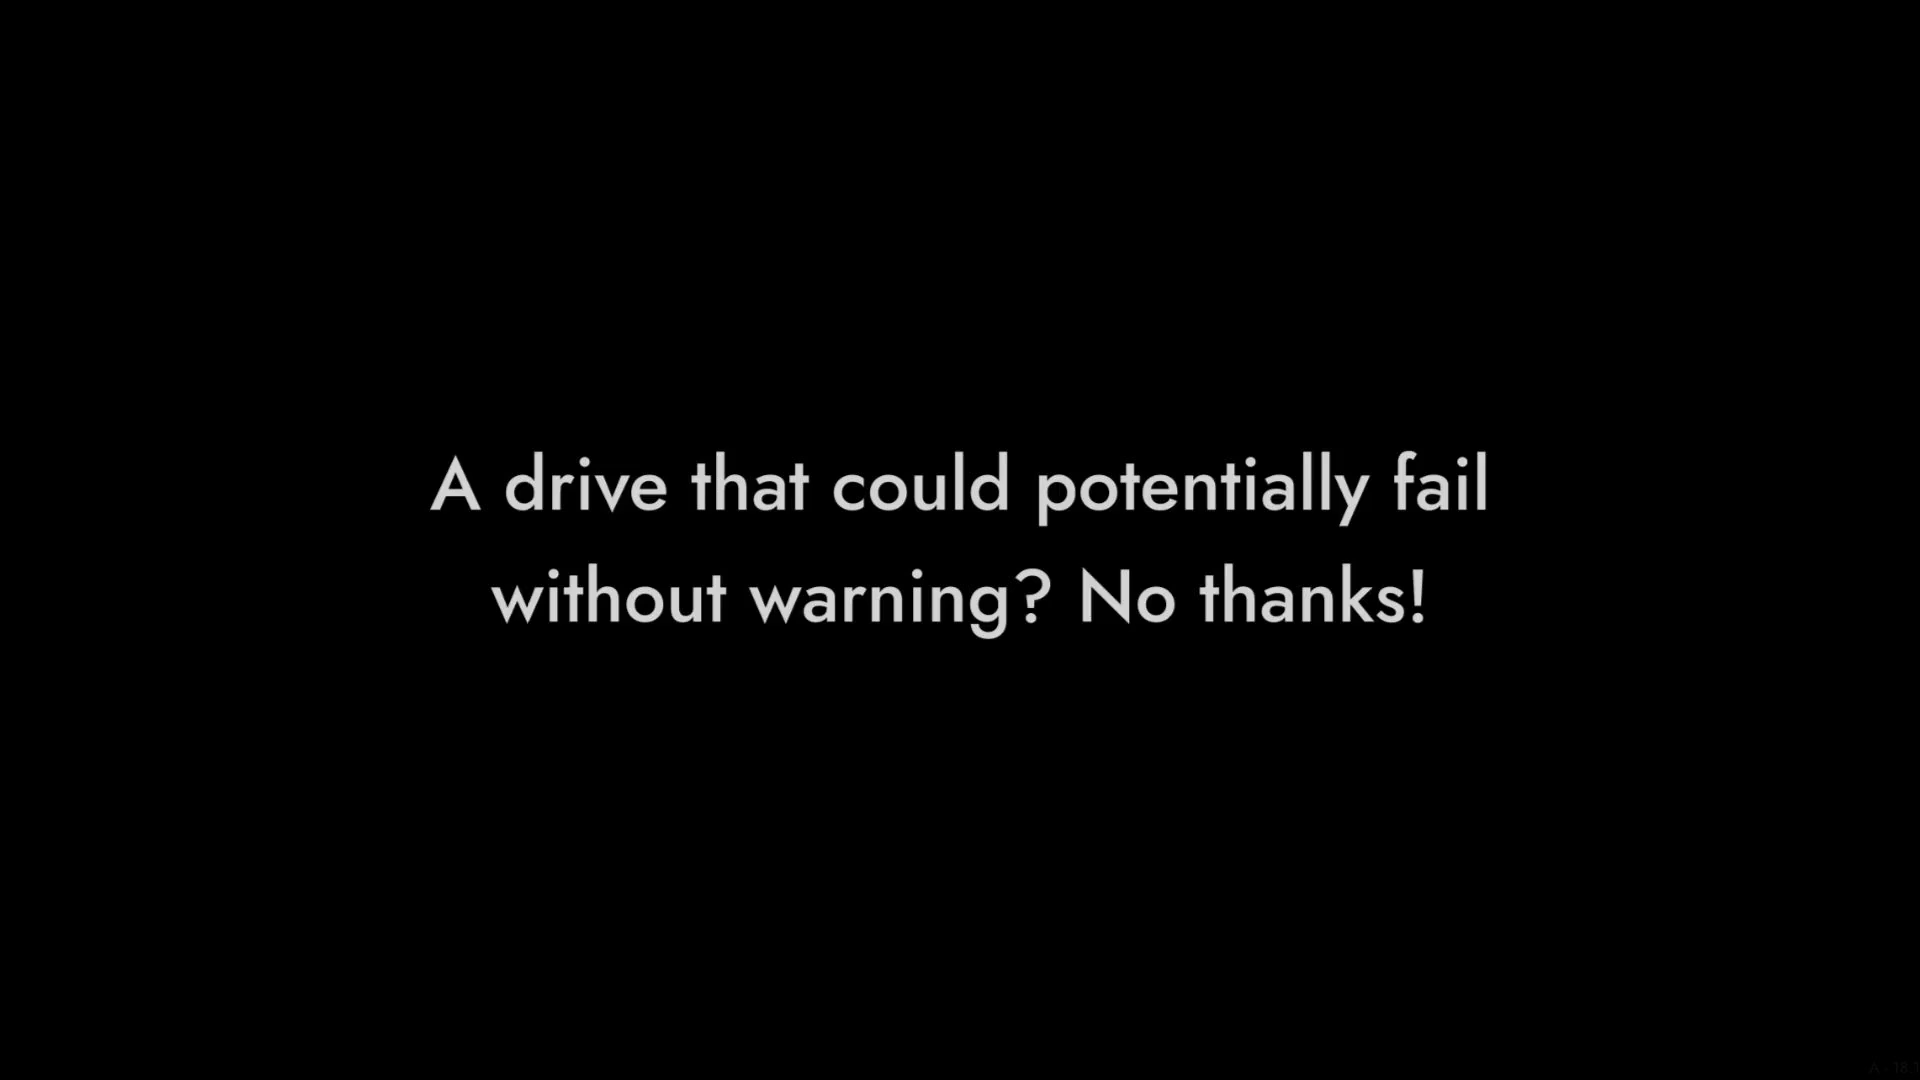 A drive that could potentially fail
without warning? No thanks!